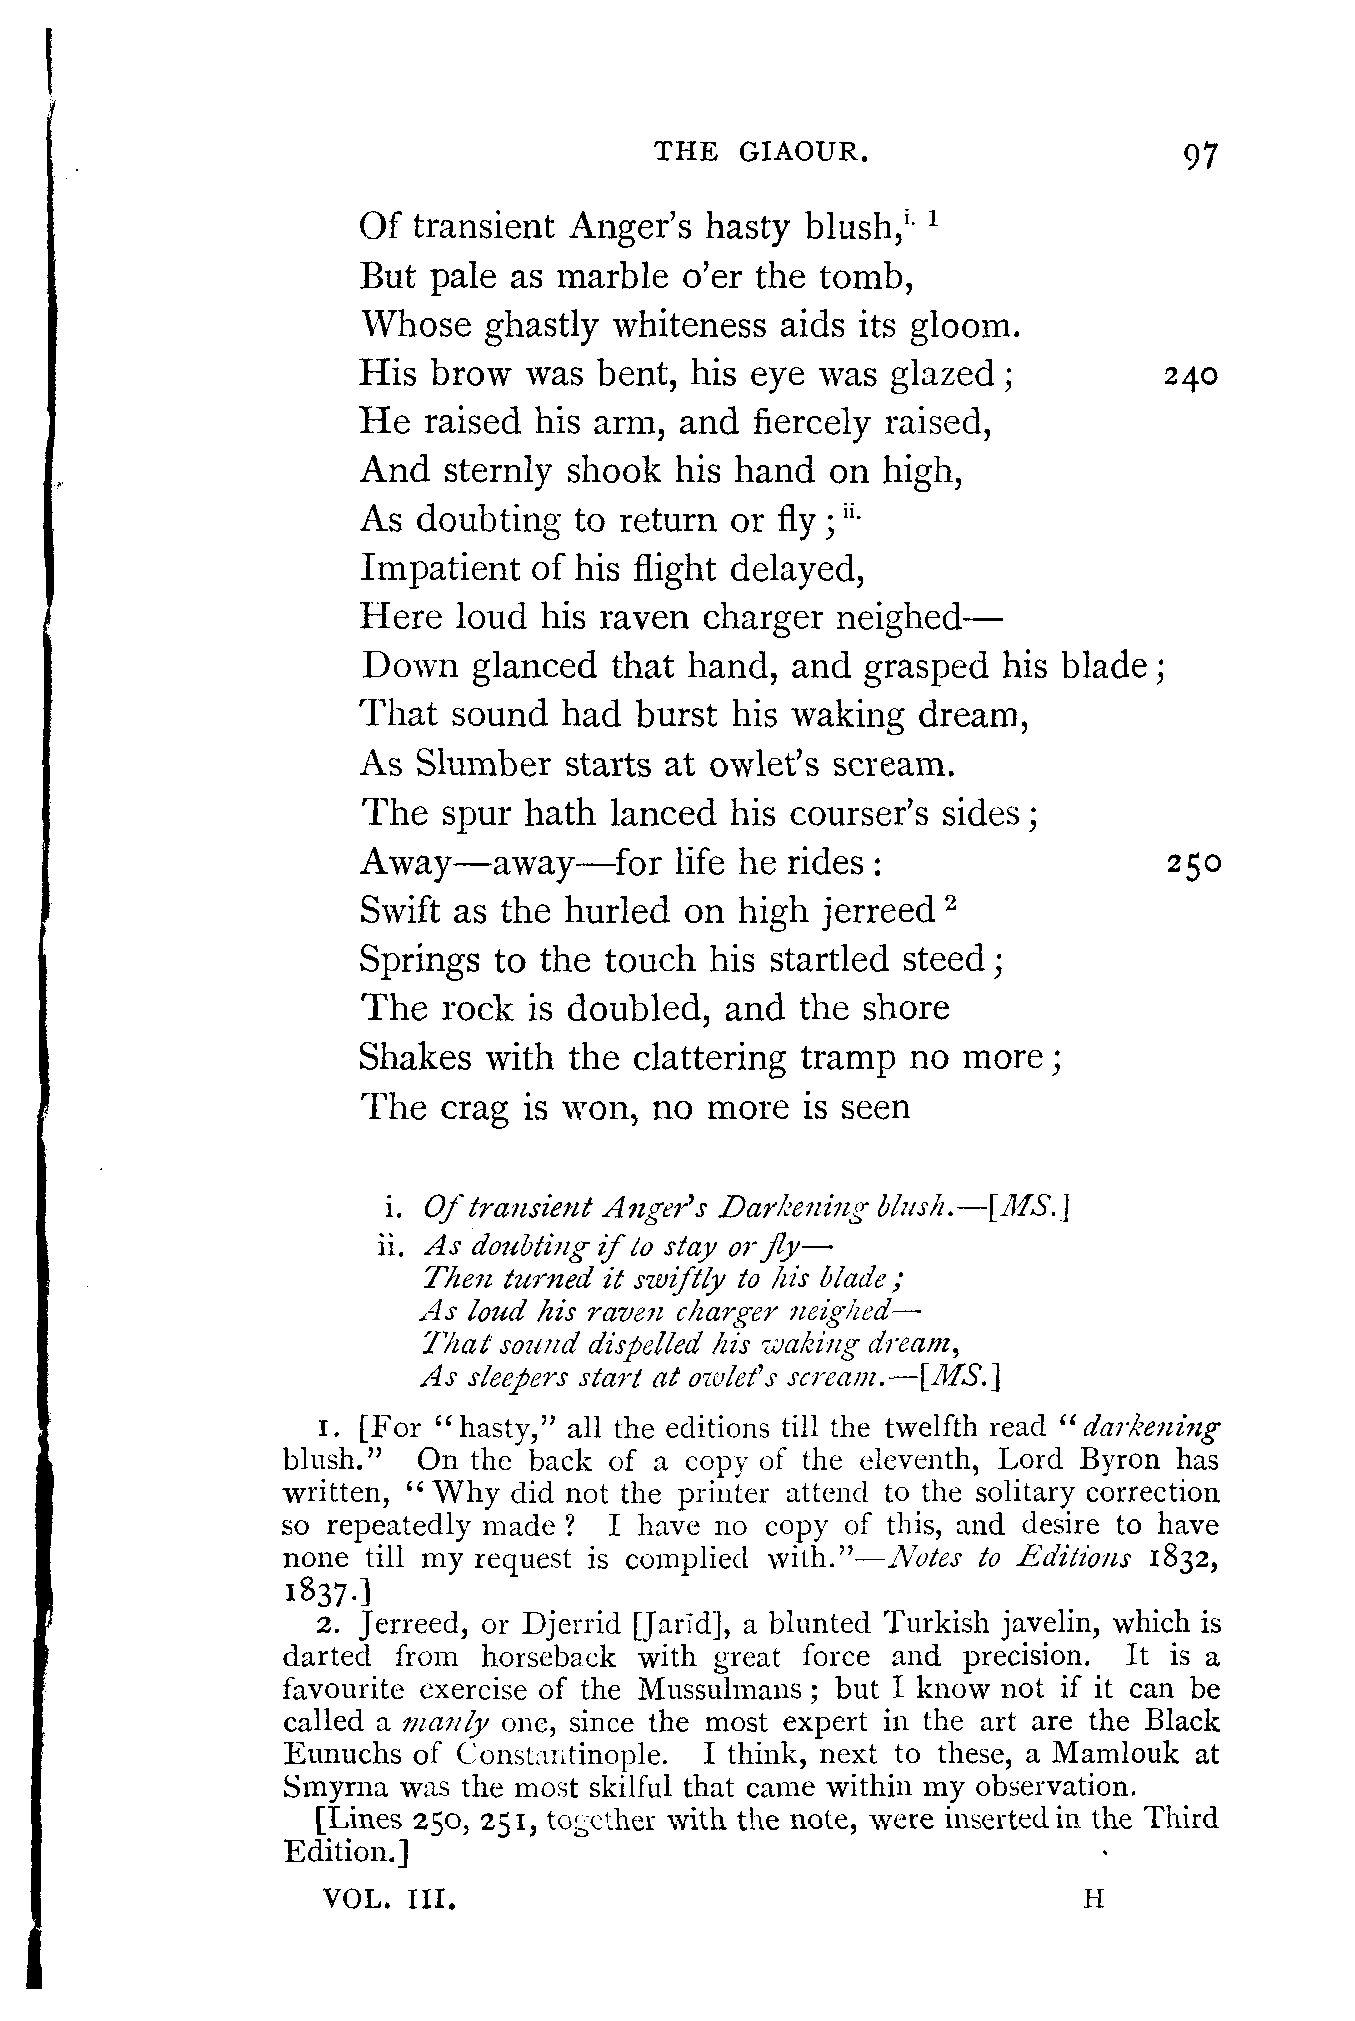 THE GIAOUR. 97
Of transient Anger's hasty blush,i. 1
But pale as marble o'er the tomb,
Whose ghastly whiteness aids its gloom.
His brow was bent, his eye was glazed; 240
He raised his arm, and fiercely raised,
And sternly shook his hand on high,
As doubting to return or fly; ii.
Impatient of his flight delayed,
Here loud his raven charger neighed—
Down glanced that hand, and grasped his blade;
That sound had burst his waking dream,
As Slumber starts at owlet's scream.
The spur hath lanced his courser's sides;
Away—away—for life he rides: 250
Swift as the hurled on high jerreed 2
Springs to the touch his startled steed;
The rock is doubled, and the shore
Shakes with the clattering tramp no more;
The crag is won, no more is seen
i. Of transient Anger's Darkening blush.—[MS.]
ii. As doubting if to stay or fly—
Then turned it swiftly to his blade;
As loud his raven charger neighed—
That sound dispelled his waking dream,
As sleepers start at owlet's scream.—[MS.]
1. [For "hasty," all the editions till the twelfth read "darkening
blush." On the back of a copy of the eleventh, Lord Byron has
written, "Why did not the printer attend to the solitary correction
so repeatedly made? I have no copy of this, and desire to have
none till my request is complied with."—Notes to Editions 1832,
1837.]
2. Jerreed, or Djerrid [Jarīd], a blunted Turkish javelin, which is
darted from horseback with great force and precision. It is a
favourite exercise of the Mussulmans; but I know not if it can be
called a manly one, since the most expert in the art are the Black
Eunuchs of Constantinople. I think, next to these, a Mamlouk at
Smyrna was the most skilful that came within my observation.
[Lines 250, 251, together with the note, were inserted in the Third
Edition.]
VOL. III. H